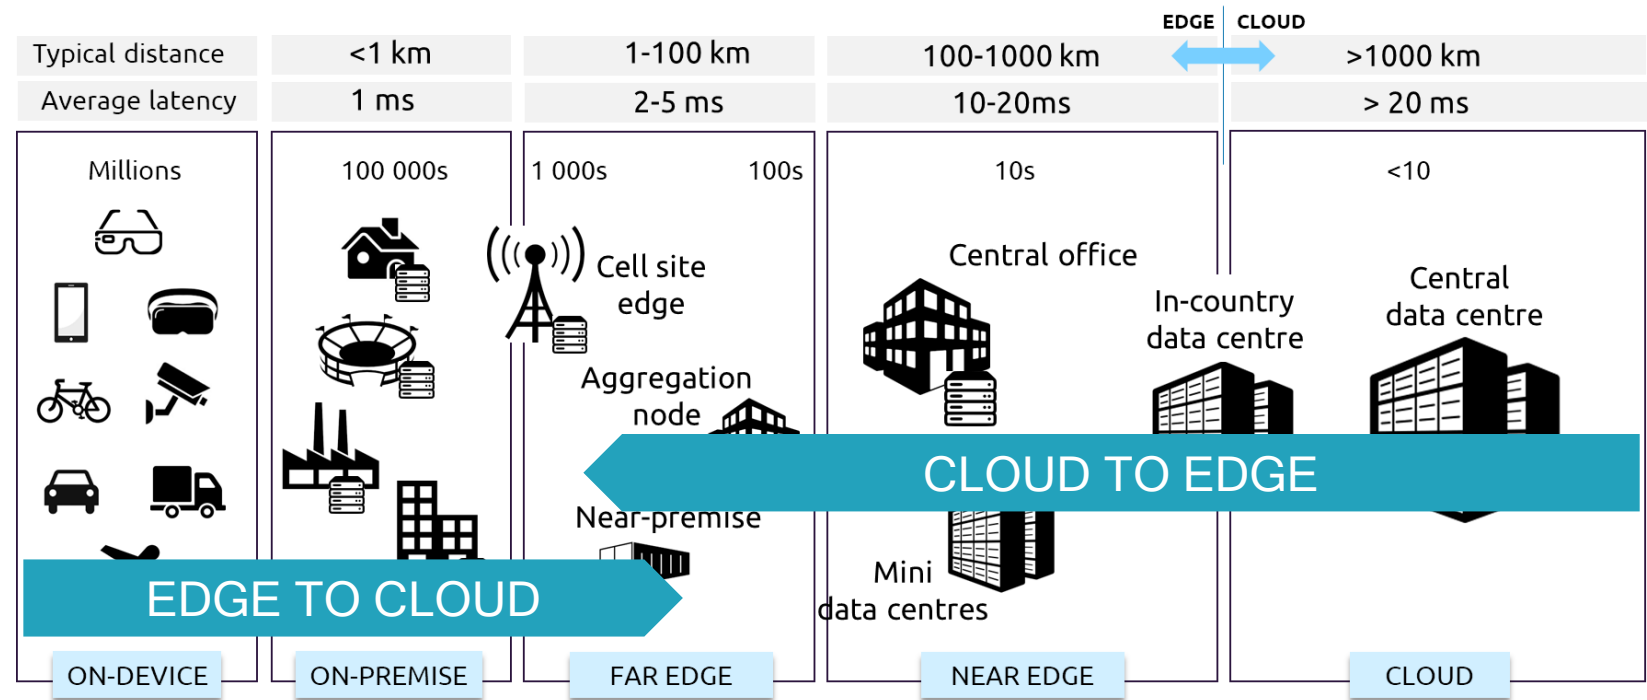 EDGE CLOUD
Typical distance <1 km 1-100 km 100-1000 km >1000 km
Average latency 1 ms 2-5 ms 10-20ms > 20 ms
Millions 100 000s 1 000s 100s 10s <10
Cell site
edge
Aggregation
node
Near-premise
Central office
Mini
data centres
In-country
data centre
Central
data centre
CLOUD TO EDGE
EDGE TO CLOUD
ON-DEVICE ON-PREMISE FAR EDGE NEAR EDGE CLOUD